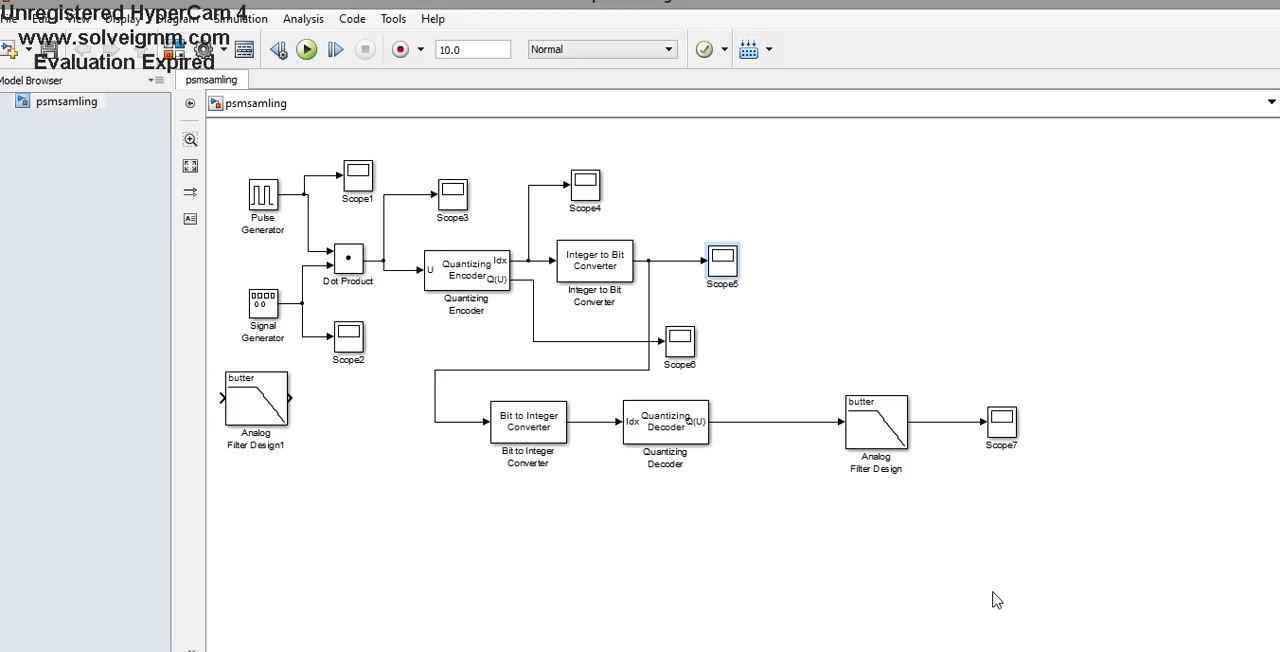 Unregistered HyperCam 4
www.solveigmm.com
Evaluation Expired
File Edit View Display Diagram Simulation Analysis Code Tools Help
10.0
Normal
Model Browser
psmsamling
psmsamling
psmsamling
Scope1
Pulse
Generator
Scope3
Scope4
Dot Product
U
Quantizing
Encoder
Idx
Q(U)
Quantizing
Encoder
Integer to Bit
Converter
Integer to Bit
Converter
Scope5
Signal
Generator
Scope2
Scope6
butter
Analog
Filter Design1
Bit to Integer
Converter
Bit to Integer
Converter
Idx
Quantizing
Decoder
Q(U)
Quantizing
Decoder
butter
Analog
Filter Design
Scope7